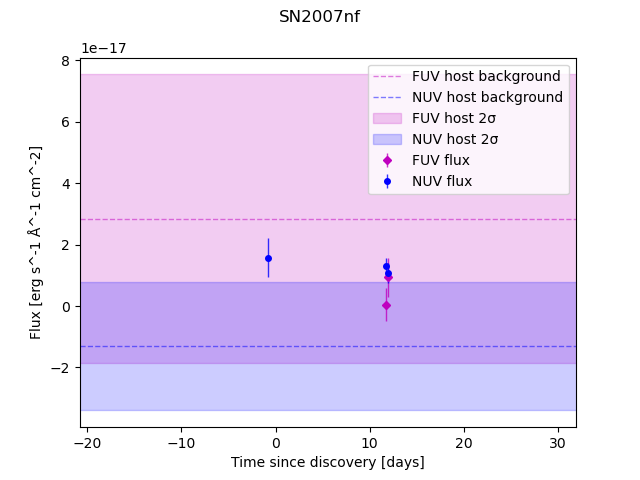 SN2007nf
1e−17
8
6
4
2
0
−2
Flux [erg s^-1 Å^-1 cm^-2]
FUV host background
NUV host background
FUV host 2σ
NUV host 2σ
FUV flux
NUV flux
−20 −10 0 10 20 30
Time since discovery [days]